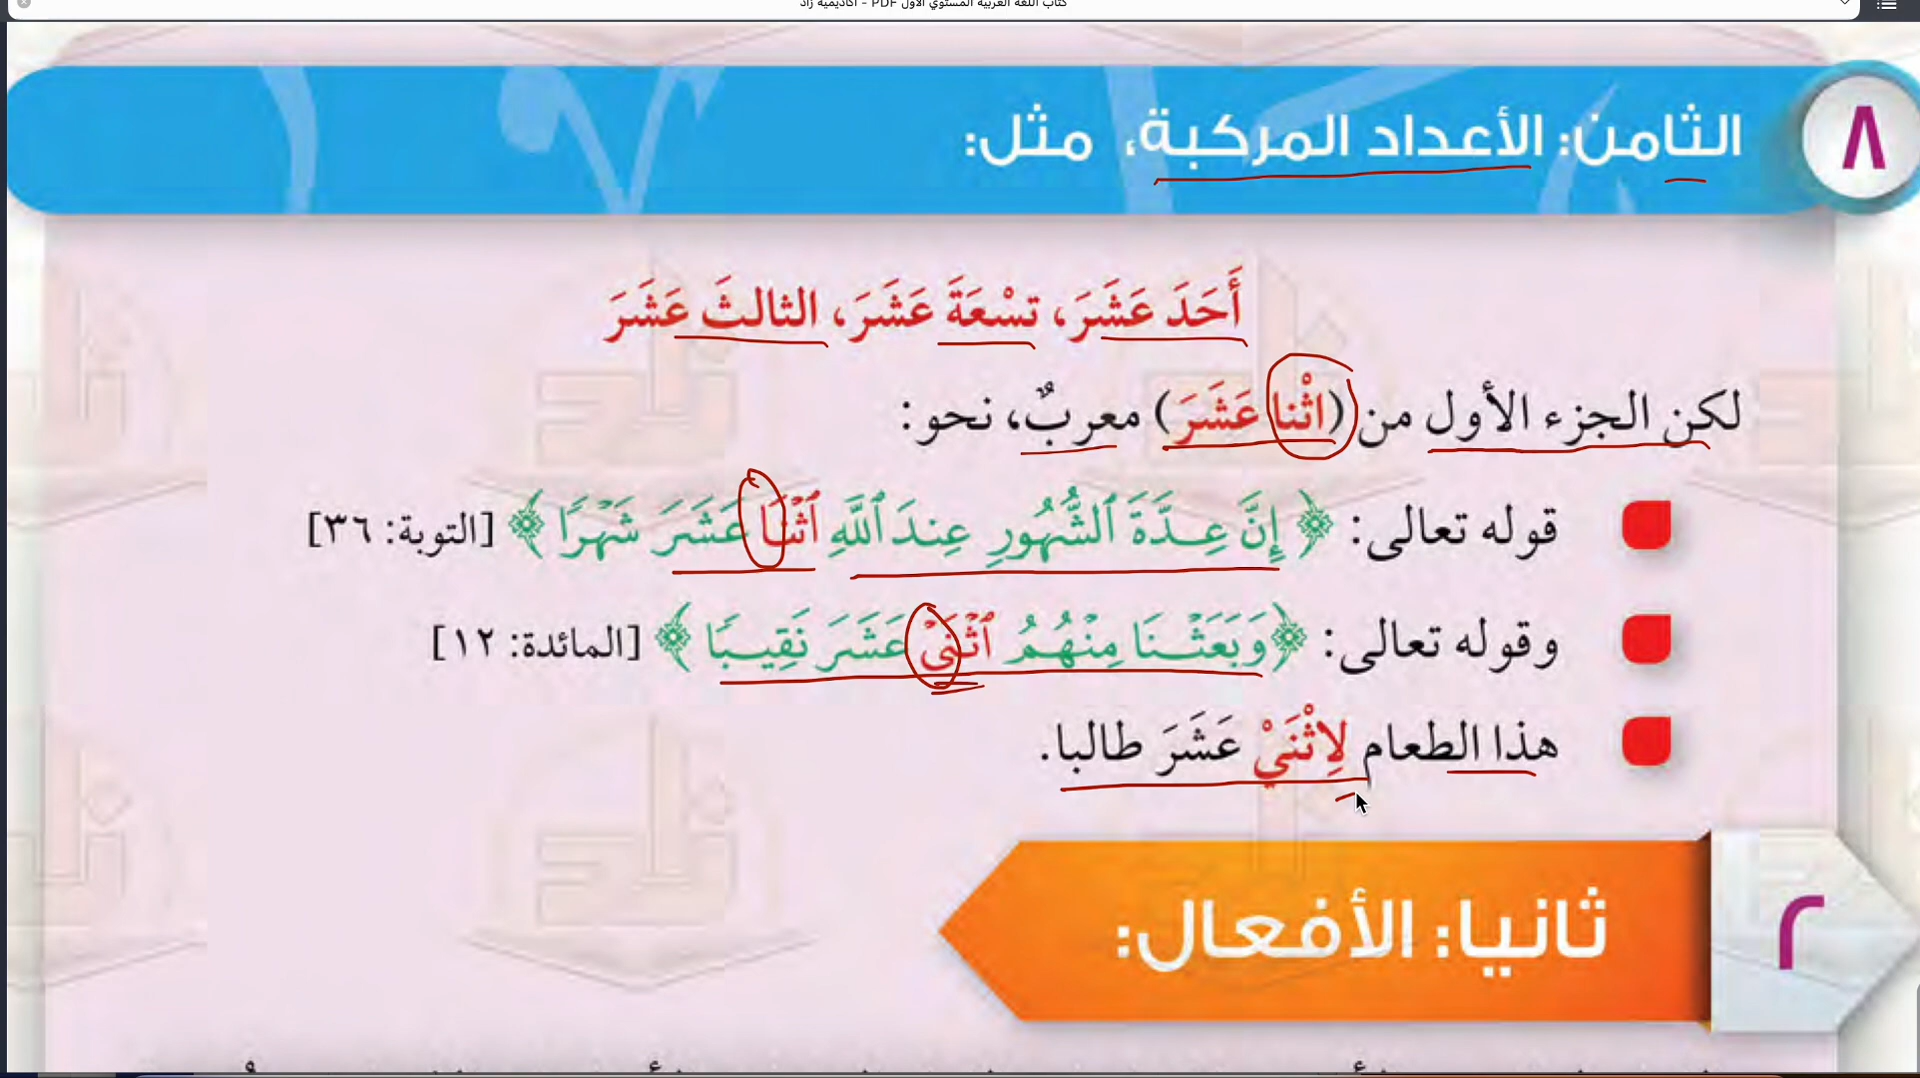 كتاب اللغة العربية المستوي الأول PDF - أكاديمية زاد
٨
الثامن: الأعداد المركبة، مثل:
أَحَدَ عَشَرَ، تسْعَةَ عَشَرَ، الثالثَ عَشَرَ
لكن الجزء الأول من (اثْنا عَشَرَ) معربٌ، نحو:
قوله تعالى: ﴿إِنَّ عِدَّةَ ٱلشُّهُورِ عِندَ ٱللَّهِ ٱثْنَا عَشَرَ شَهْرًا﴾ [التوبة: ٣٦]
وقوله تعالى: ﴿وَبَعَثْنَا مِنْهُمُ ٱثْنَىْ عَشَرَ نَقِيبًا﴾ [المائدة: ١٢]
هذا الطعام لِاثْنَيْ عَشَرَ طالبا.
٢
ثانيا: الأفعال: